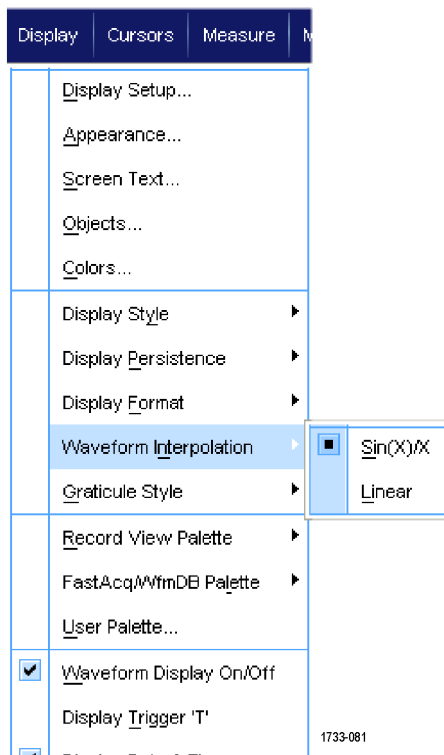 Display Cursors Measure
Display Setup...
Appearance...
Screen Text...
Objects...
Colors...
Display Style
Display Persistence
Display Format
Waveform Interpolation
Sin(X)/X
Graticule Style
Linear
Record View Palette
FastAcq/WfmDB Palette
User Palette...
Waveform Display On/Off
Display Trigger 'T'
1733-081